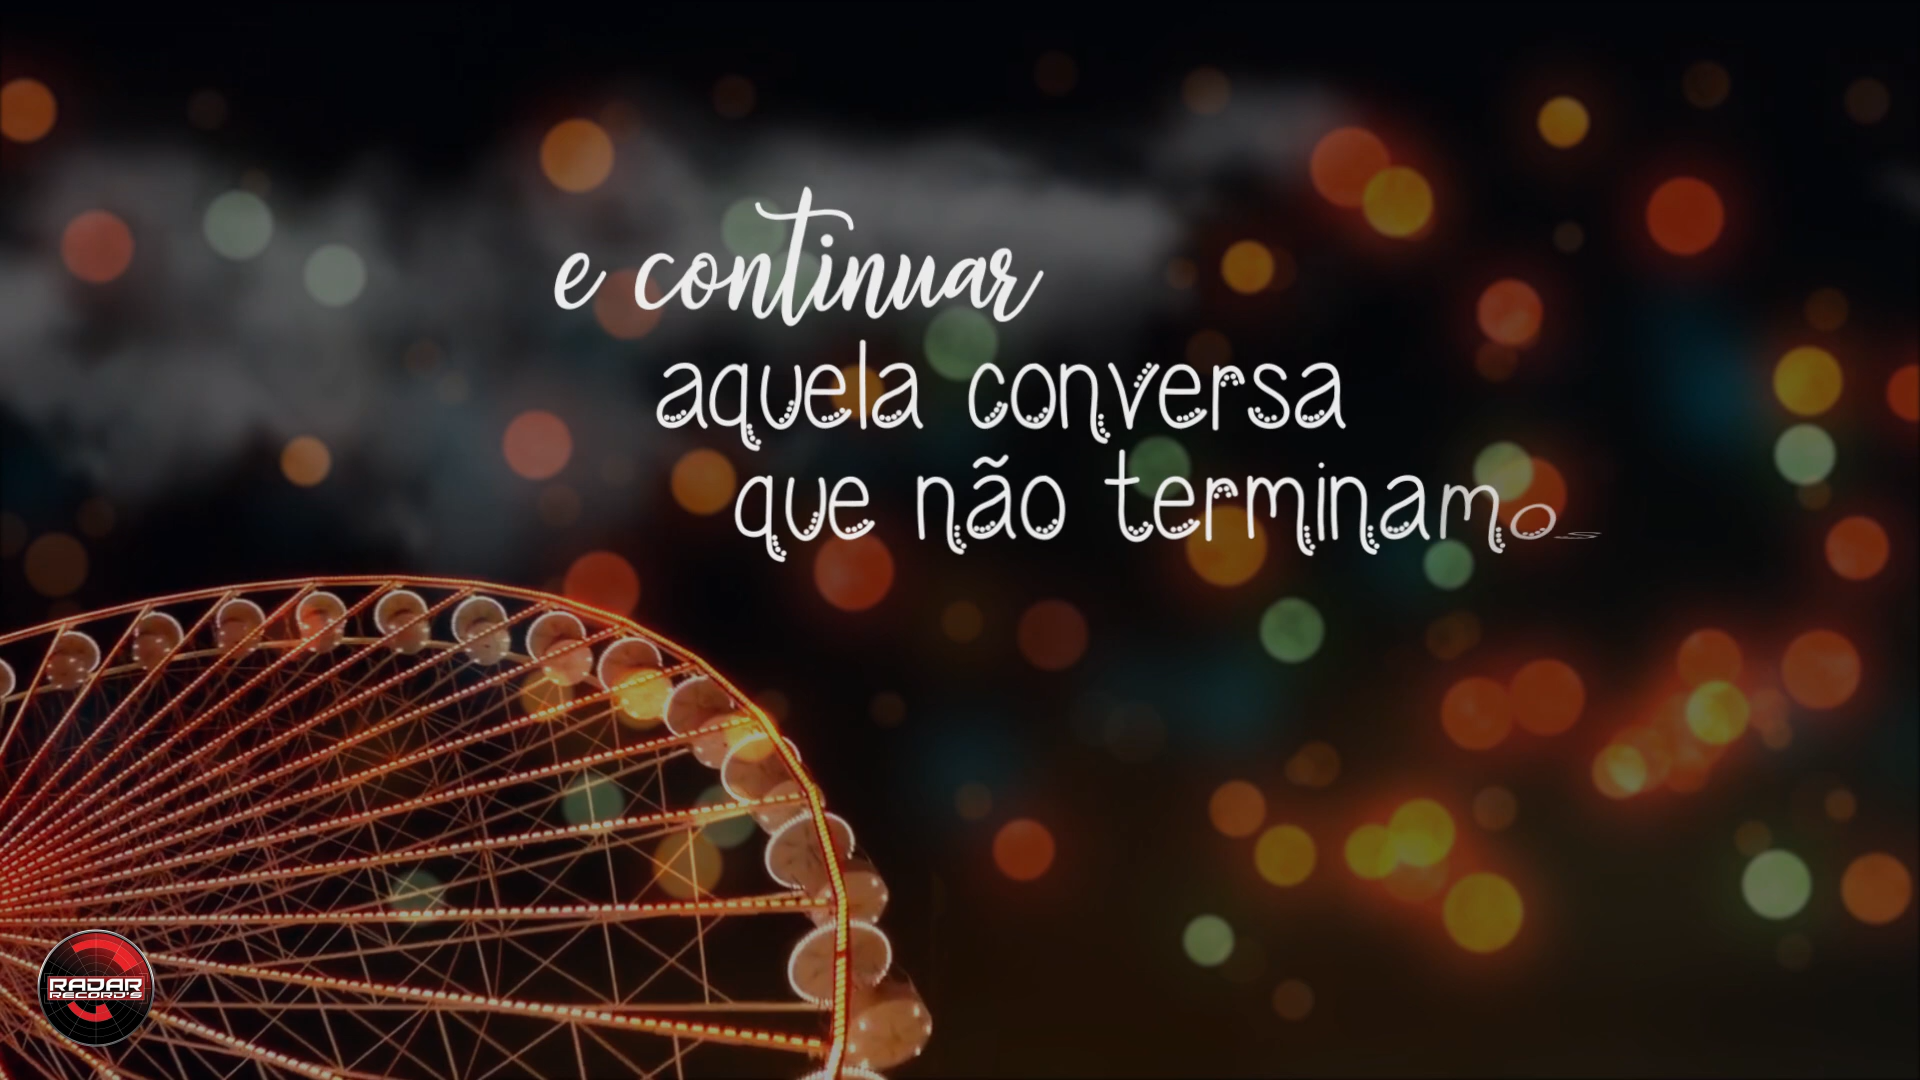 e continuar
aquela conversa
que não terminamos
RADAR
RECORD'S